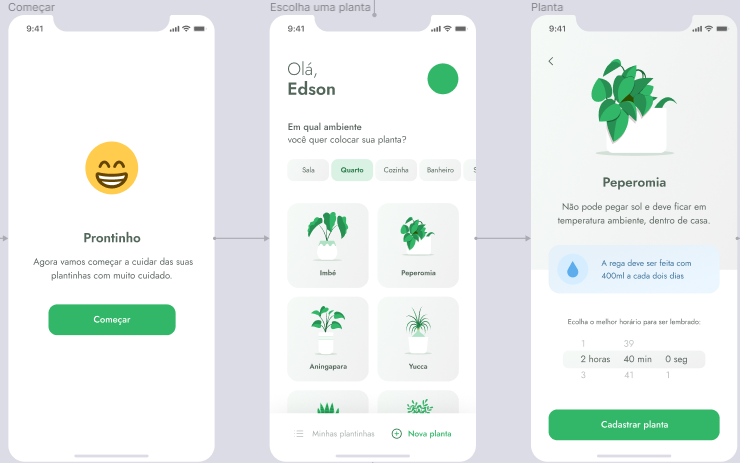 Começar
9:41
Prontinho
Agora vamos começar a cuidar das suas
plantinhas com muito cuidado.
Começar
Escolha uma planta
9:41
Olá,
Edson
Em qual ambiente
você quer colocar sua planta?
Sala Quarto Cozinha Banheiro S
Imbé Peperomia
Aningapara Yucca
Minhas plantinhas Nova planta
Planta
9:41
Peperomia
Não pode pegar sol e deve ficar em
temperatura ambiente, dentro de casa.
A rega deve ser feita com
400ml a cada dois dias
Ecolha o melhor horário para ser lembrado:
1 39
2 horas 40 min 0 seg
3 41 1
Cadastrar planta